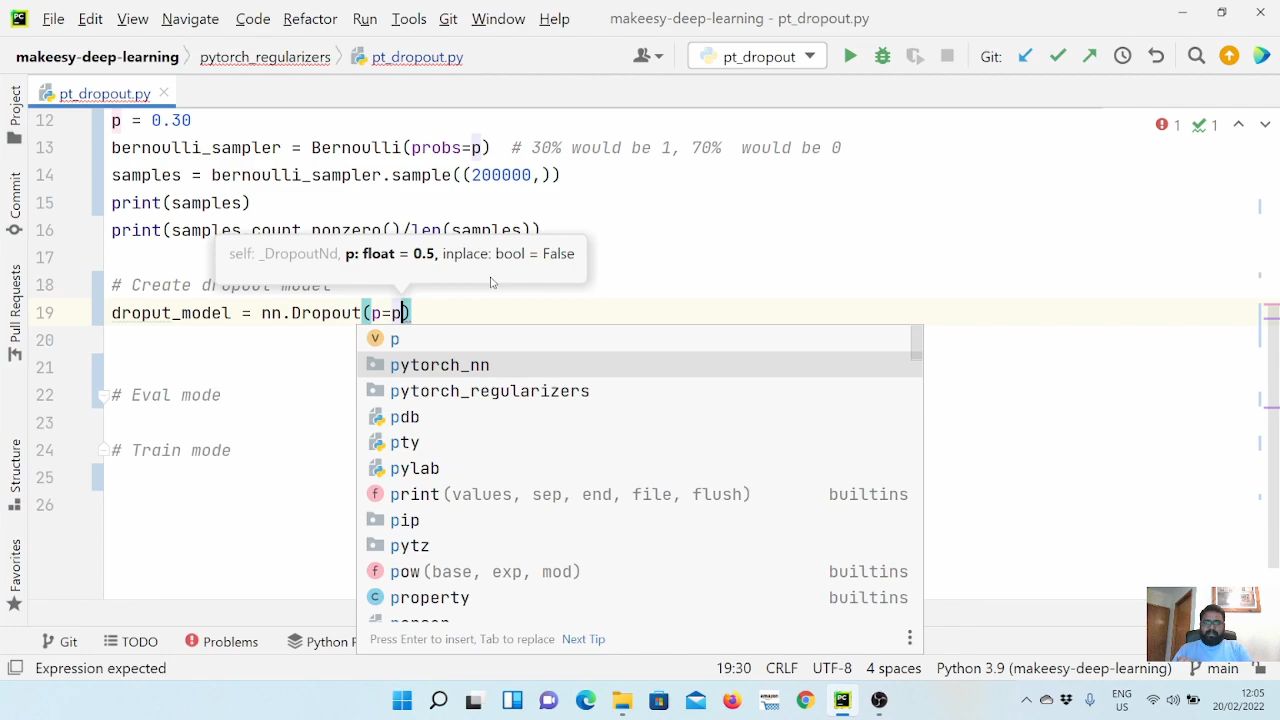 File Edit View Navigate Code Refactor Run Tools Git Window Help makeesy-deep-learning - pt_dropout.py
makeesy-deep-learning pytorch_regularizers pt_dropout.py pt_dropout Git:
pt_dropout.py
Project
Commit
Pull Requests
Structure
Favorites
1 1
12 p = 0.30
13 bernoulli_sampler = Bernoulli(probs=p) # 30% would be 1, 70% would be 0
14 samples = bernoulli_sampler.sample((200000,))
15 print(samples)
16 print(samples.count_nonzero()/len(samples))
17
self: _DropoutNd, p: float = 0.5, inplace: bool = False
18 # Create dropout model
19 droput_model = nn.Dropout(p=p)
20
21
22 # Eval mode
23
24 # Train mode
25
26
p
pytorch_nn
pytorch_regularizers
pdb
pty
pylab
print(values, sep, end, file, flush) builtins
pip
pytz
pow(base, exp, mod) builtins
property builtins
Press Enter to insert, Tab to replace Next Tip
Git TODO Problems Python P
Expression expected 19:30 CRLF UTF-8 4 spaces Python 3.9 (makeesy-deep-learning) main
ENG
US
12:05
20/02/2022